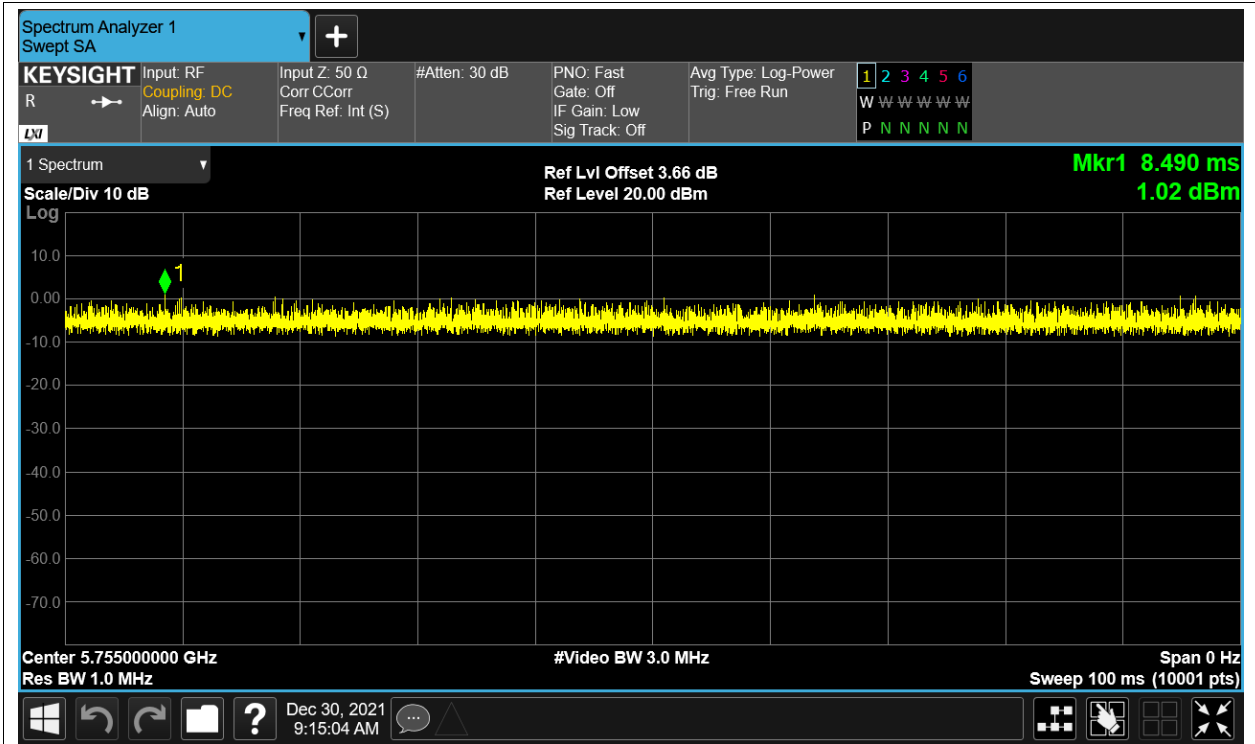 Spectrum Analyzer 1
Swept SA
+
KEYSIGHT
R
LXI
Input: RF
Coupling: DC
Align: Auto
Input Z: 50 Ω
Corr CCorr
Freq Ref: Int (S)
#Atten: 30 dB
PNO: Fast
Gate: Off
IF Gain: Low
Sig Track: Off
Avg Type: Log-Power
Trig: Free Run
1 2 3 4 5 6
W W W W W W
P N N N N N
1 Spectrum
Scale/Div 10 dB
Log
Ref Lvl Offset 3.66 dB
Ref Level 20.00 dBm
Mkr1 8.490 ms
1.02 dBm
10.0
1
0.00
-10.0
-20.0
-30.0
-40.0
-50.0
-60.0
-70.0
Center 5.755000000 GHz
Res BW 1.0 MHz
#Video BW 3.0 MHz
Span 0 Hz
Sweep 100 ms (10001 pts)
?
Dec 30, 2021
9:15:04 AM